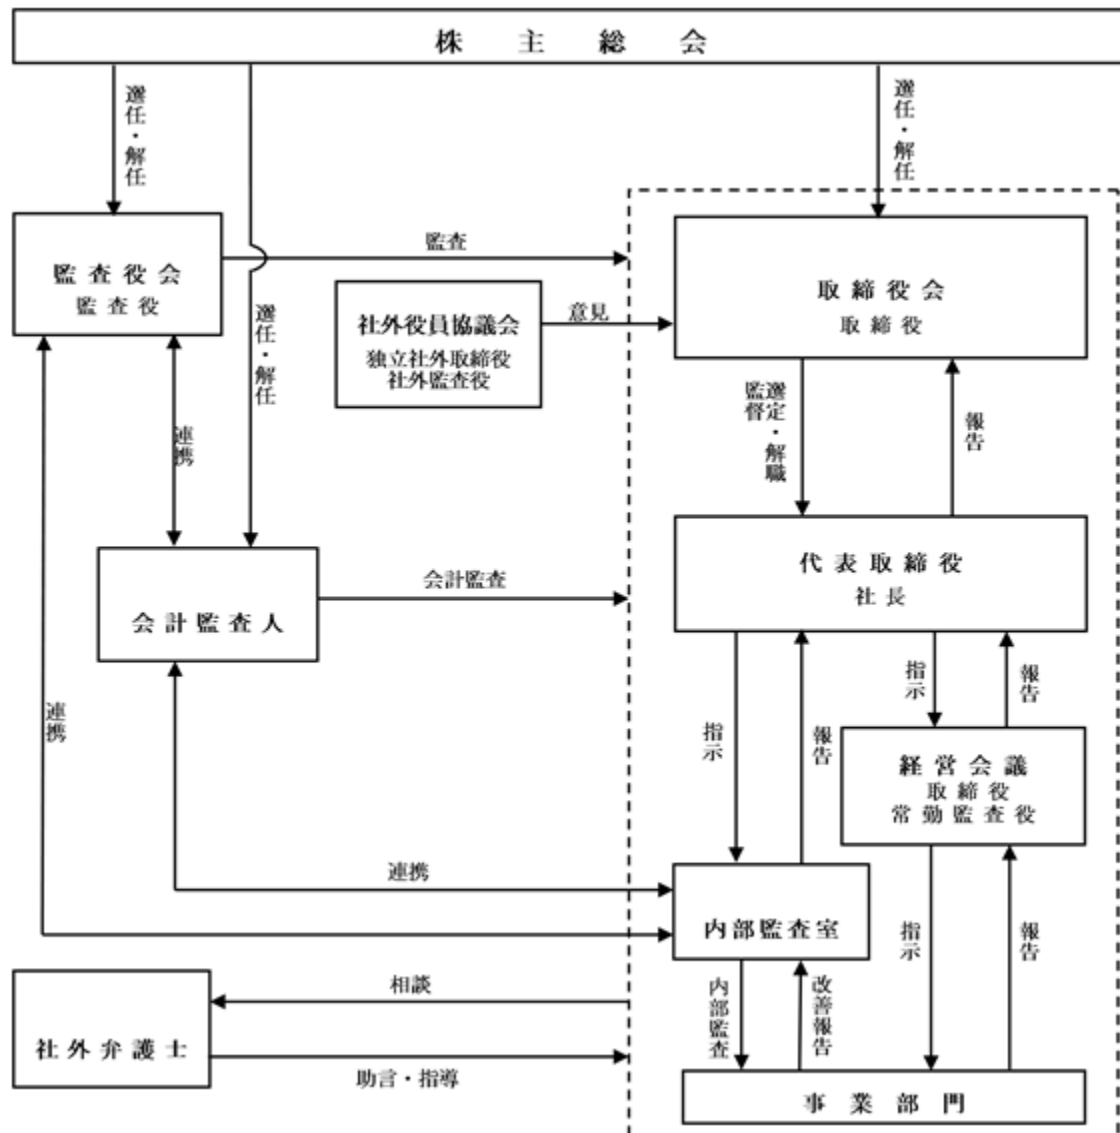 株主総会
選任・解任
選任・解任
監査役会
監査役
監査
取締役会
取締役
社外役員協議会
独立社外取締役
社外監査役
意見
選任・解任
連携
選定・解職
監督
報告
代表取締役
社長
会計監査人
会計監査
指示
報告
連携
指示
報告
経営会議
取締役
常勤監査役
連携
内部監査室
指示
報告
社外弁護士
相談
助言・指導
内部監査
改善報告
事業部門